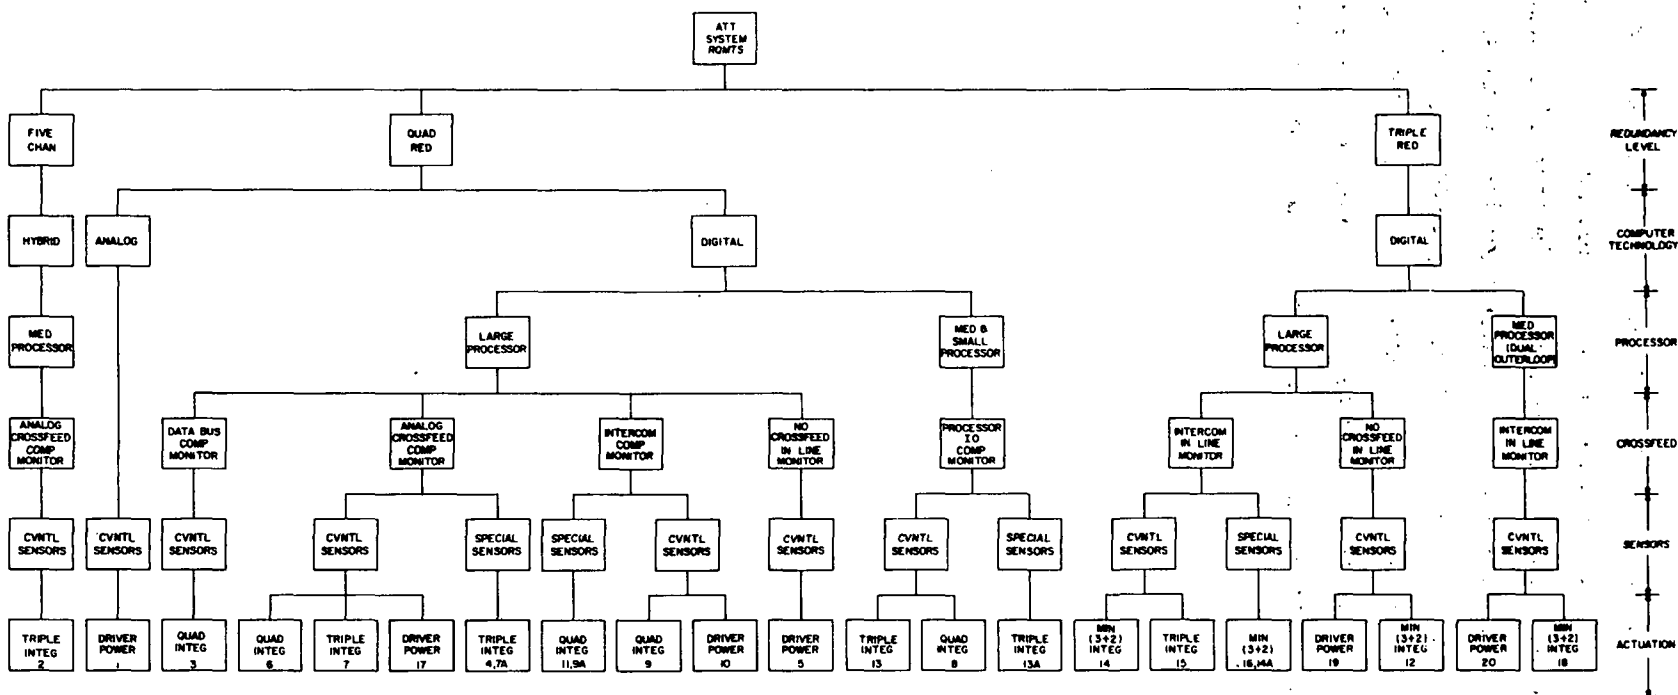 ATT
SYSTEM
RQMTS
FIVE
CHAN
QUAD
RED
TRIPLE
RED
REDUNDANCY
LEVEL
HYBRID
ANALOG
DIGITAL
DIGITAL
COMPUTER
TECHNOLOGY
MED
PROCESSOR
LARGE
PROCESSOR
MED &
SMALL
PROCESSOR
LARGE
PROCESSOR
MED
PROCESSOR
(DUAL
OUTERLOOP)
PROCESSOR
ANALOG
CROSSFEED
COMP
MONITOR
DATA BUS
COMP
MONITOR
ANALOG
CROSSFEED
COMP
MONITOR
INTERCOM
COMP
MONITOR
NO
CROSSFEED
IN LINE
MONITOR
PROCESSOR
I O
COMP
MONITOR
INTERCOM
IN LINE
MONITOR
NO
CROSSFEED
IN LINE
MONITOR
INTERCOM
IN LINE
MONITOR
CROSSFEED
CVNTL
SENSORS
CVNTL
SENSORS
CVNTL
SENSORS
CVNTL
SENSORS
SPECIAL
SENSORS
SPECIAL
SENSORS
CVNTL
SENSORS
CVNTL
SENSORS
CVNTL
SENSORS
SPECIAL
SENSORS
CVNTL
SENSORS
SPECIAL
SENSORS
CVNTL
SENSORS
CVNTL
SENSORS
SENSORS
TRIPLE
INTEG
2
DRIVER
POWER
1
QUAD
INTEG
3
QUAD
INTEG
6
TRIPLE
INTEG
7
DRIVER
POWER
17
TRIPLE
INTEG
4,7A
QUAD
INTEG
11,9A
QUAD
INTEG
9
DRIVER
POWER
10
DRIVER
POWER
5
TRIPLE
INTEG
13
QUAD
INTEG
8
TRIPLE
INTEG
13A
MIN
(3+2)
INTEG
14
TRIPLE
INTEG
15
MIN
(3+2)
16,14A
DRIVER
POWER
19
MIN
(3+2)
INTEG
12
DRIVER
POWER
20
MIN
(3+2)
INTEG
18
ACTUATION